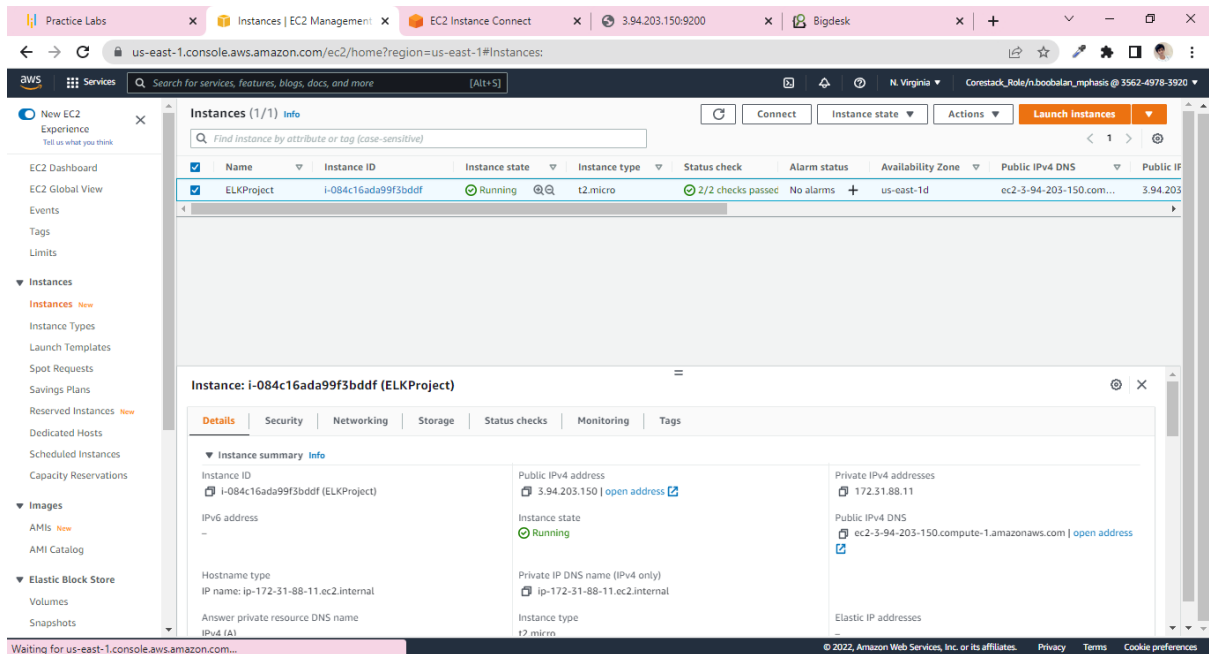 Practice Labs
Instances | EC2 Management
EC2 Instance Connect
3.94.203.150:9200
Bigdesk
us-east-1.console.aws.amazon.com/ec2/home?region=us-east-1#Instances:
aws
Services
Search for services, features, blogs, docs, and more
[Alt+S]
N. Virginia
Corestack_Role/n.boobalan_mphasis @ 3562-4978-3920
New EC2
Experience
Tell us what you think
EC2 Dashboard
EC2 Global View
Events
Tags
Limits
Instances
Instances New
Instance Types
Launch Templates
Spot Requests
Savings Plans
Reserved Instances New
Dedicated Hosts
Scheduled Instances
Capacity Reservations
Images
AMIs New
AMI Catalog
Elastic Block Store
Volumes
Snapshots
Instances (1/1) Info
Connect
Instance state
Actions
Launch instances
Find instance by attribute or tag (case-sensitive)
1
Name Instance ID Instance state Instance type Status check Alarm status Availability Zone Public IPv4 DNS Public IP
ELKProject i-084c16ada99f3bddf Running t2.micro 2/2 checks passed No alarms + us-east-1d ec2-3-94-203-150.com... 3.94.203
Instance: i-084c16ada99f3bddf (ELKProject)
Details Security Networking Storage Status checks Monitoring Tags
Instance summary Info
Instance ID
i-084c16ada99f3bddf (ELKProject)
Public IPv4 address
3.94.203.150 | open address
Private IPv4 addresses
172.31.88.11
IPv6 address
–
Instance state
Running
Public IPv4 DNS
ec2-3-94-203-150.compute-1.amazonaws.com | open address
Hostname type
IP name: ip-172-31-88-11.ec2.internal
Private IP DNS name (IPv4 only)
ip-172-31-88-11.ec2.internal
Answer private resource DNS name
IPv4 (A)
Instance type
t2.micro
Elastic IP addresses
–
Waiting for us-east-1.console.aws.amazon.com...
© 2022, Amazon Web Services, Inc. or its affiliates.
Privacy
Terms
Cookie preferences